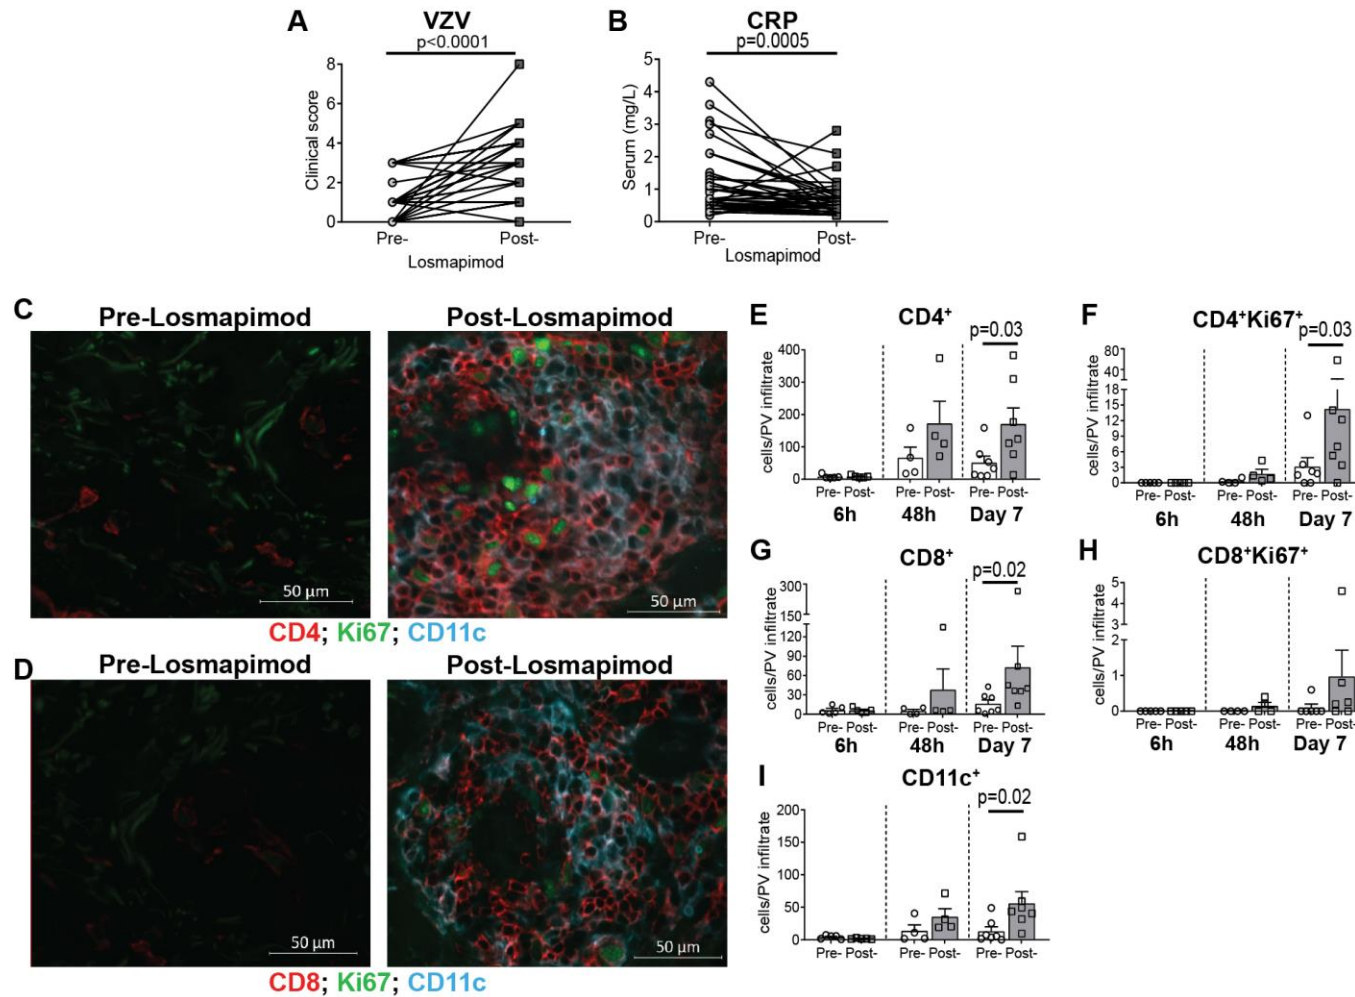 A
VZV
p<0.0001
Clinical score
8
6
4
2
0
Pre-
Post-
Losmapimod
B
CRP
p=0.0005
Serum (mg/L)
5
4
3
2
1
0
Pre-
Post-
Losmapimod
C
Pre-Losmapimod
Post-Losmapimod
50 µm
50 µm
CD4; Ki67; CD11c
D
Pre-Losmapimod
Post-Losmapimod
50 µm
50 µm
CD8; Ki67; CD11c
E
CD4⁺
p=0.03
cells/PV infiltrate
400
300
200
100
0
Pre- Post-
Pre- Post-
Pre- Post-
6h
48h
Day 7
F
CD4⁺Ki67⁺
p=0.03
cells/PV infiltrate
80
40
15
12
9
6
3
0
Pre- Post-
Pre- Post-
Pre- Post-
6h
48h
Day 7
G
CD8⁺
p=0.02
cells/PV infiltrate
300
150
120
90
60
30
0
Pre- Post-
Pre- Post-
Pre- Post-
6h
48h
Day 7
H
CD8⁺Ki67⁺
cells/PV infiltrate
5
4
3
2
1
0
Pre- Post-
Pre- Post-
Pre- Post-
6h
48h
Day 7
I
CD11c⁺
p=0.02
cells/PV infiltrate
200
150
100
50
0
Pre- Post-
Pre- Post-
Pre- Post-